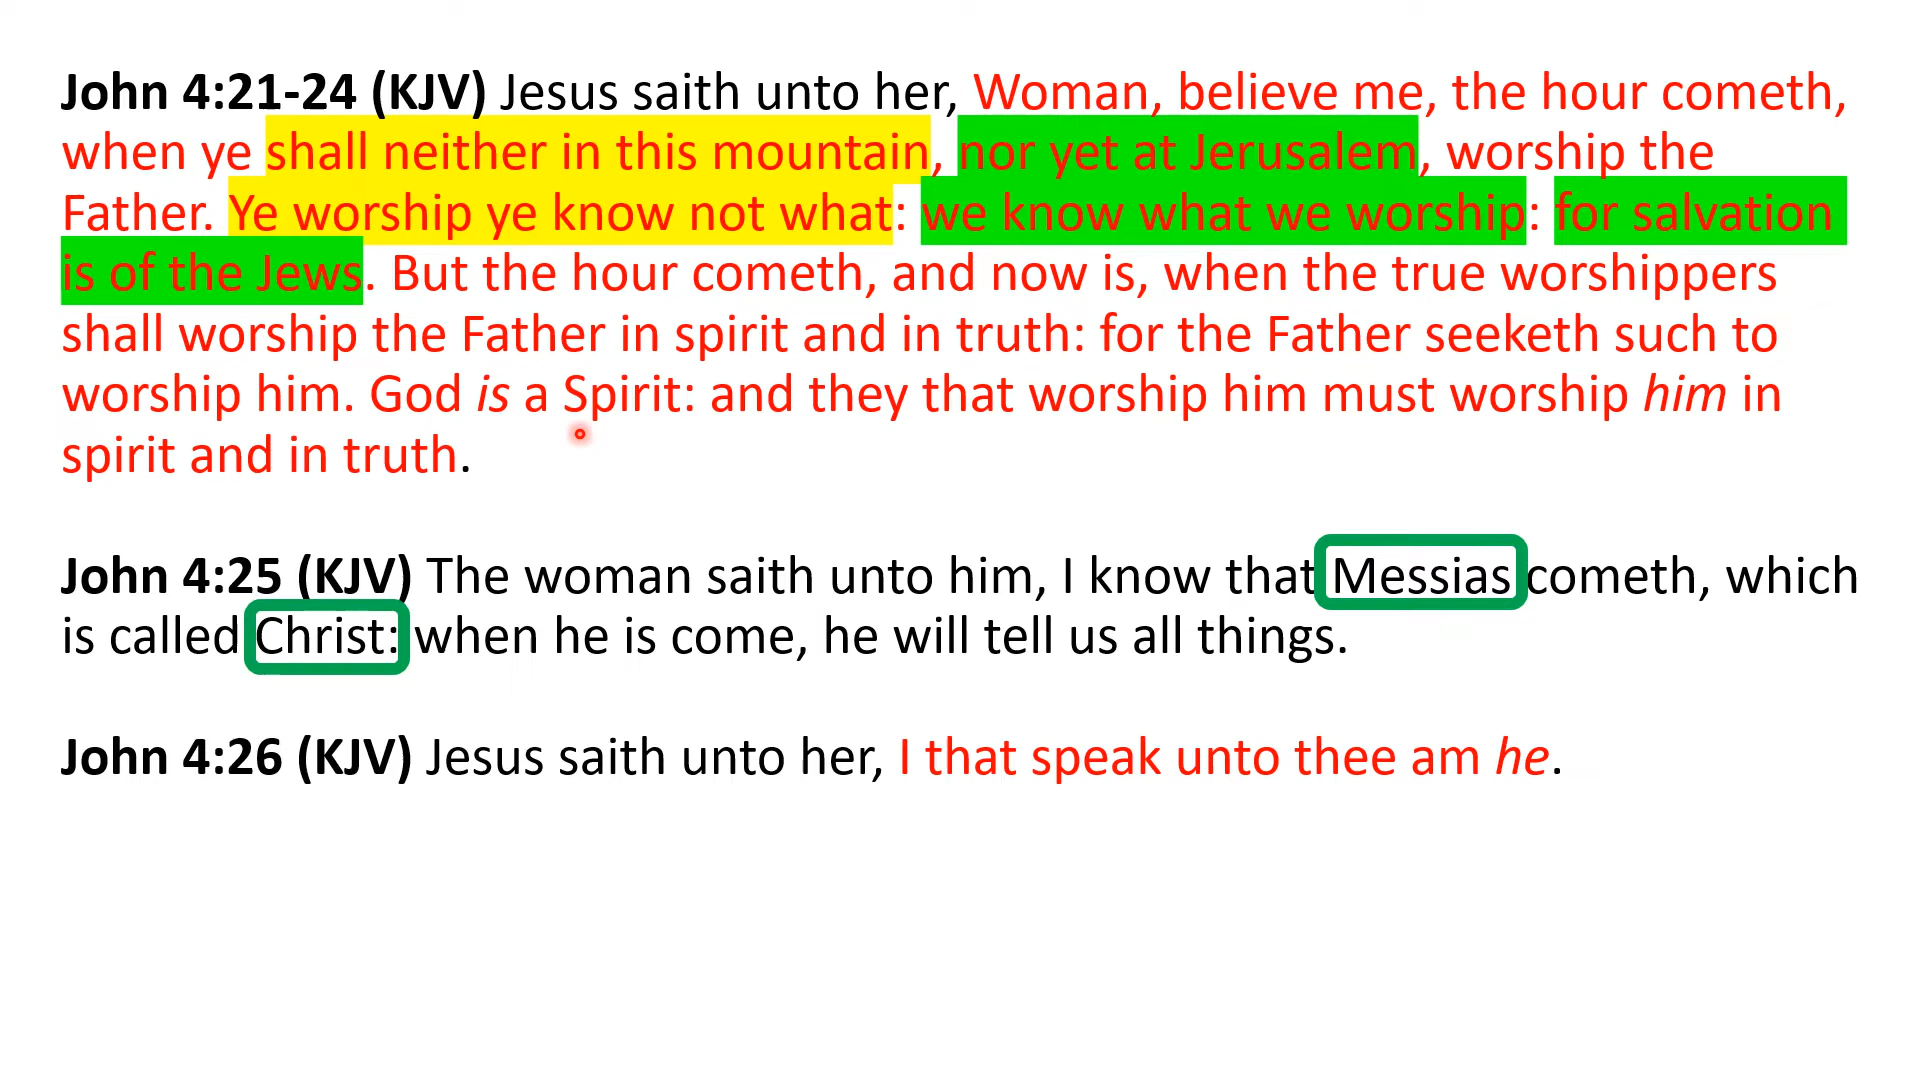 John 4:21-24 (KJV) Jesus saith unto her, Woman, believe me, the hour cometh,
when ye shall neither in this mountain, nor yet at Jerusalem, worship the
Father. Ye worship ye know not what: we know what we worship: for salvation
is of the Jews. But the hour cometh, and now is, when the true worshippers
shall worship the Father in spirit and in truth: for the Father seeketh such to
worship him. God is a Spirit: and they that worship him must worship him in
spirit and in truth.
John 4:25 (KJV) The woman saith unto him, I know that Messias cometh, which
is called Christ: when he is come, he will tell us all things.
John 4:26 (KJV) Jesus saith unto her, I that speak unto thee am he.